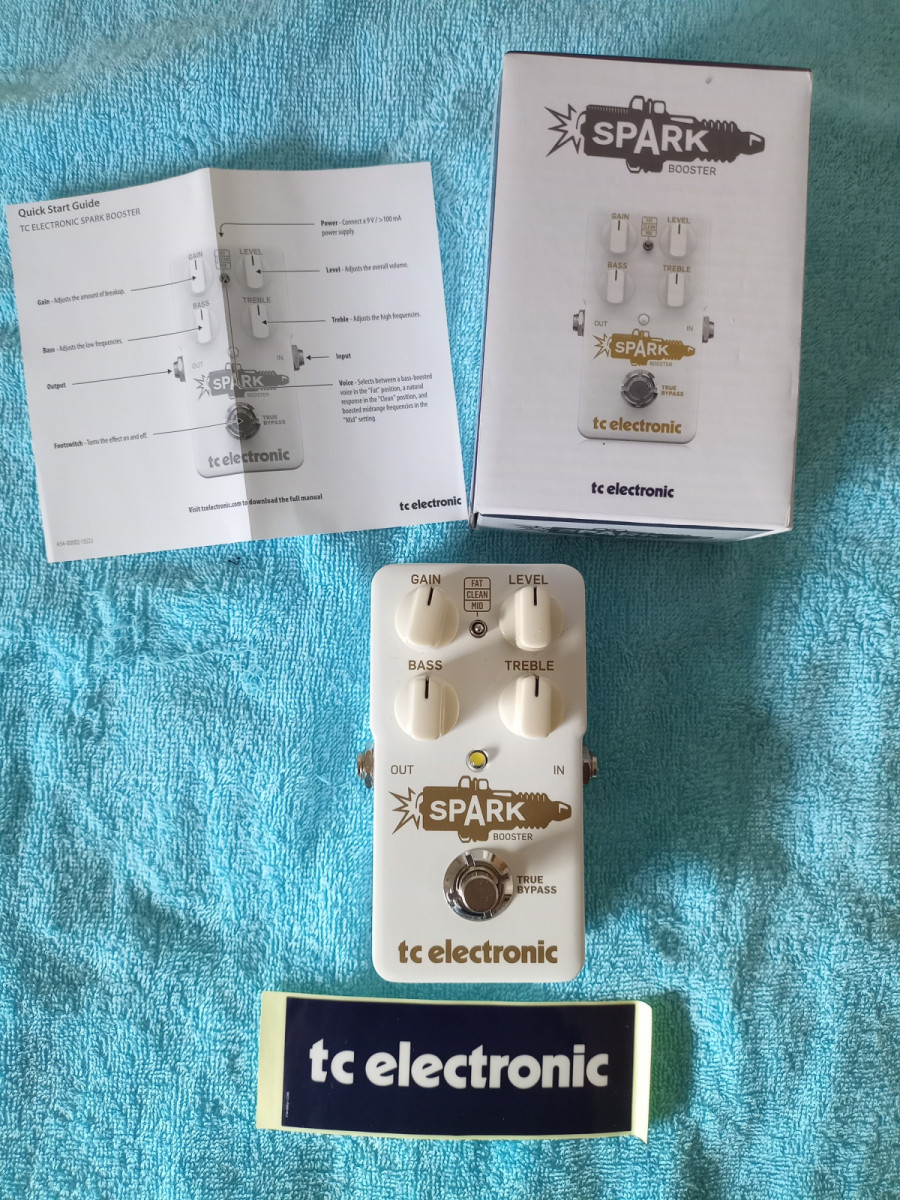 Quick Start Guide
TC ELECTRONIC SPARK BOOSTER
Power - Connect a 9 V / >100 mA
power supply.
GAIN
LEVEL
Level - Adjusts the overall volume.
Gain - Adjusts the amount of breakup.
BASS
TREBLE
Treble - Adjusts the high frequencies.
Bass - Adjusts the low frequencies.
OUT
IN
Input
Output
SPARK
Voice - Selects between a bass-boosted
voice in the "Fat" position, a natural
response in the "Clean" position, and
boosted midrange frequencies in the
"Mid" setting.
TRUE
BYPASS
Footswitch - Turns the effect on and off.
tc electronic
Visit tcelectronic.com to download the full manual
tc electronic
SPARK
BOOSTER
GAIN
FAT
CLEAN
MID
LEVEL
BASS
TREBLE
OUT
IN
SPARK
BOOSTER
TRUE
BYPASS
tc electronic
tc electronic
GAIN
FAT
CLEAN
MID
LEVEL
BASS
TREBLE
OUT
IN
SPARK
BOOSTER
TRUE
BYPASS
tc electronic
tc electronic